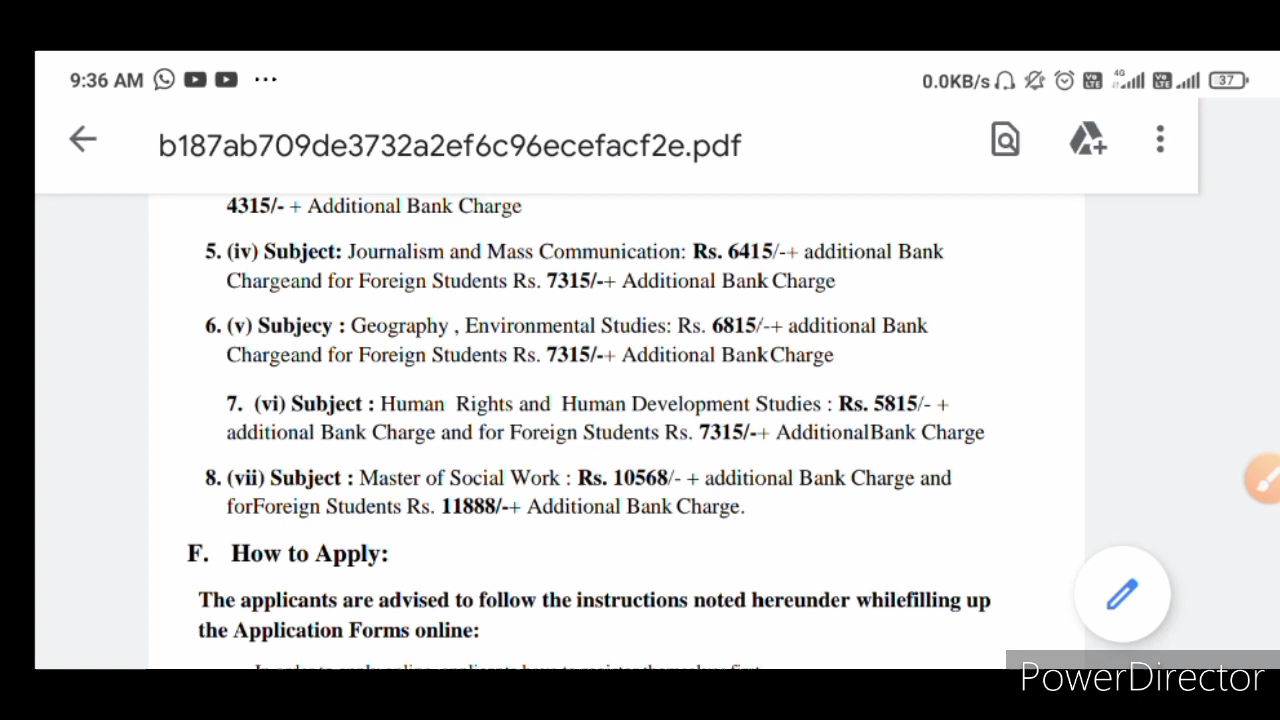 9:36 AM ... 0.0KB/s 4G Vo LTE Vo LTE 37
b187ab709de3732a2ef6c96ecefacf2e.pdf
4315/- + Additional Bank Charge
5. (iv) Subject: Journalism and Mass Communication: Rs. 6415/-+ additional Bank
Chargeand for Foreign Students Rs. 7315/-+ Additional Bank Charge
6. (v) Subjecy : Geography , Environmental Studies: Rs. 6815/-+ additional Bank
Chargeand for Foreign Students Rs. 7315/-+ Additional BankCharge
7. (vi) Subject : Human Rights and Human Development Studies : Rs. 5815/- +
additional Bank Charge and for Foreign Students Rs. 7315/-+ AdditionalBank Charge
8. (vii) Subject : Master of Social Work : Rs. 10568/- + additional Bank Charge and
forForeign Students Rs. 11888/-+ Additional Bank Charge.
F. How to Apply:
The applicants are advised to follow the instructions noted hereunder whilefilling up
the Application Forms online:
PowerDirector